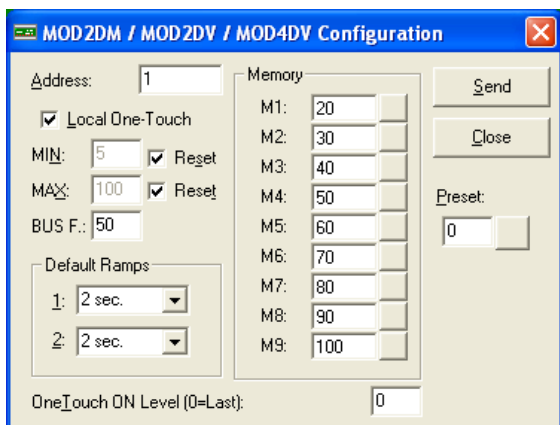 MOD2DM / MOD2DV / MOD4DV Configuration
Address: 1
Local One-Touch
MIN: 5 Reset
MAX: 100 Reset
BUS F.: 50
Default Ramps
1: 2 sec.
2: 2 sec.
Memory
M1: 20
M2: 30
M3: 40
M4: 50
M5: 60
M6: 70
M7: 80
M8: 90
M9: 100
Send
Close
Preset:
0
OneTouch ON Level (0=Last): 0